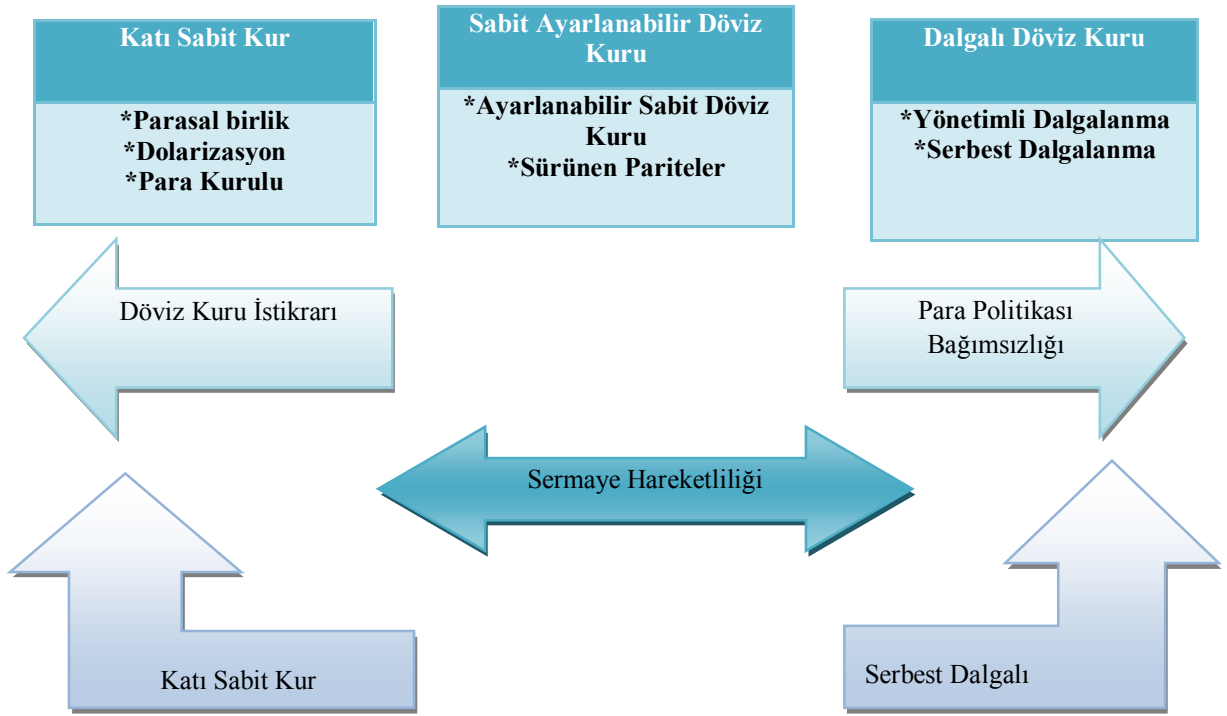 Katı Sabit Kur
*Parasal birlik
*Dolarizasyon
*Para Kurulu
Sabit Ayarlanabilir Döviz
Kuru
*Ayarlanabilir Sabit Döviz
Kuru
*Sürünen Pariteler
Dalgalı Döviz Kuru
*Yönetimli Dalgalanma
*Serbest Dalgalanma
Döviz Kuru İstikrarı
Para Politikası
Bağımsızlığı
Sermaye Hareketliliği
Katı Sabit Kur
Serbest Dalgalı